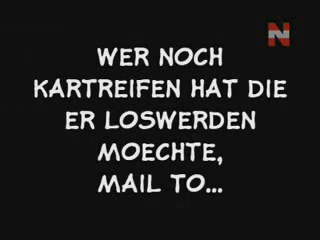 WER NOCH
KARTREIFEN HAT DIE
ER LOSWERDEN
MOECHTE,
MAIL TO...